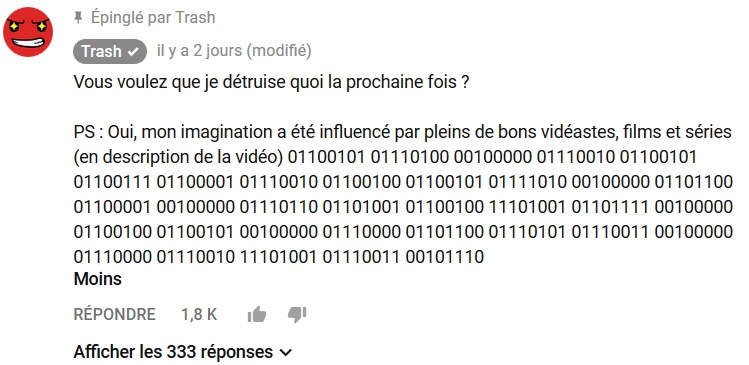 Épinglé par Trash
Trash il y a 2 jours (modifié)
Vous voulez que je détruise quoi la prochaine fois ?
PS : Oui, mon imagination a été influencé par pleins de bons vidéastes, films et séries
(en description de la vidéo) 01100101 01110100 00100000 01110010 01100101
01100111 01100001 01110010 01100100 01100101 01111010 00100000 01101100
01100001 00100000 01110110 01101001 01100100 11101001 01101111 00100000
01100100 01100101 00100000 01110000 01101100 01110101 01110011 00100000
01110000 01110010 11101001 01110011 00101110
Moins
RÉPONDRE 1,8 K
Afficher les 333 réponses